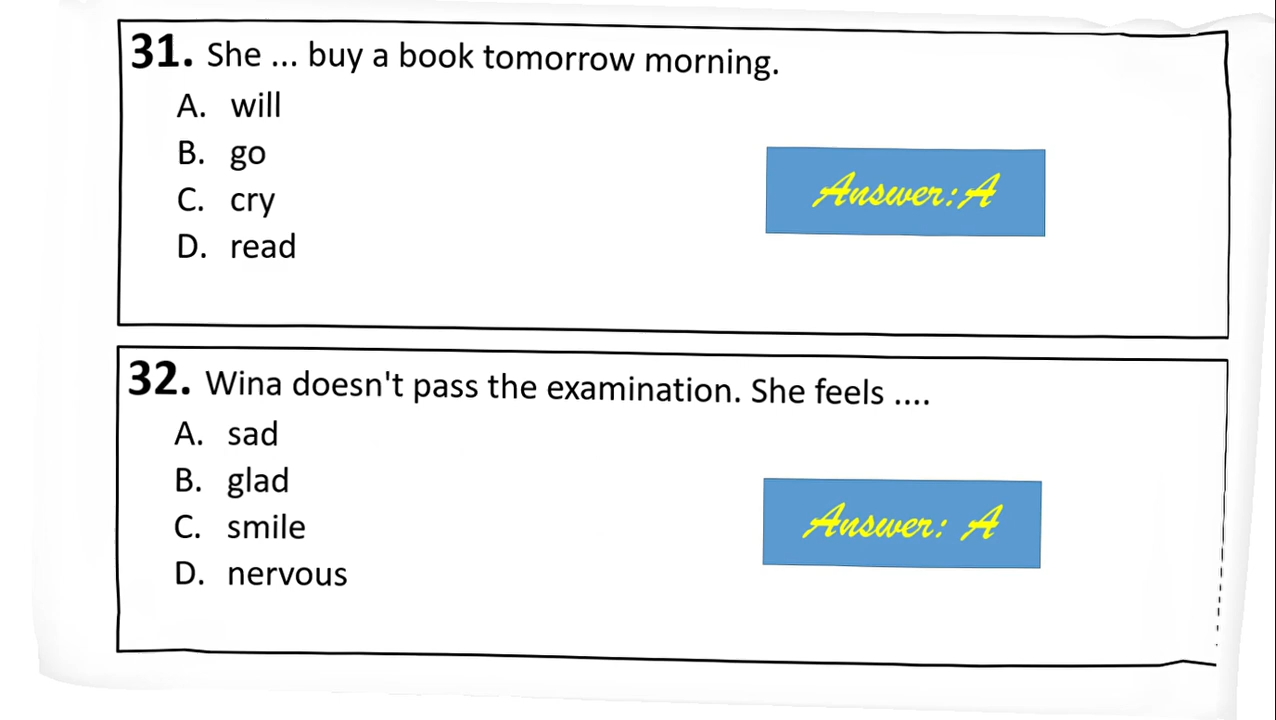 31. She ... buy a book tomorrow morning.
A. will
B. go
C. cry
D. read
Answer: A
32. Wina doesn't pass the examination. She feels ....
A. sad
B. glad
C. smile
D. nervous
Answer: A